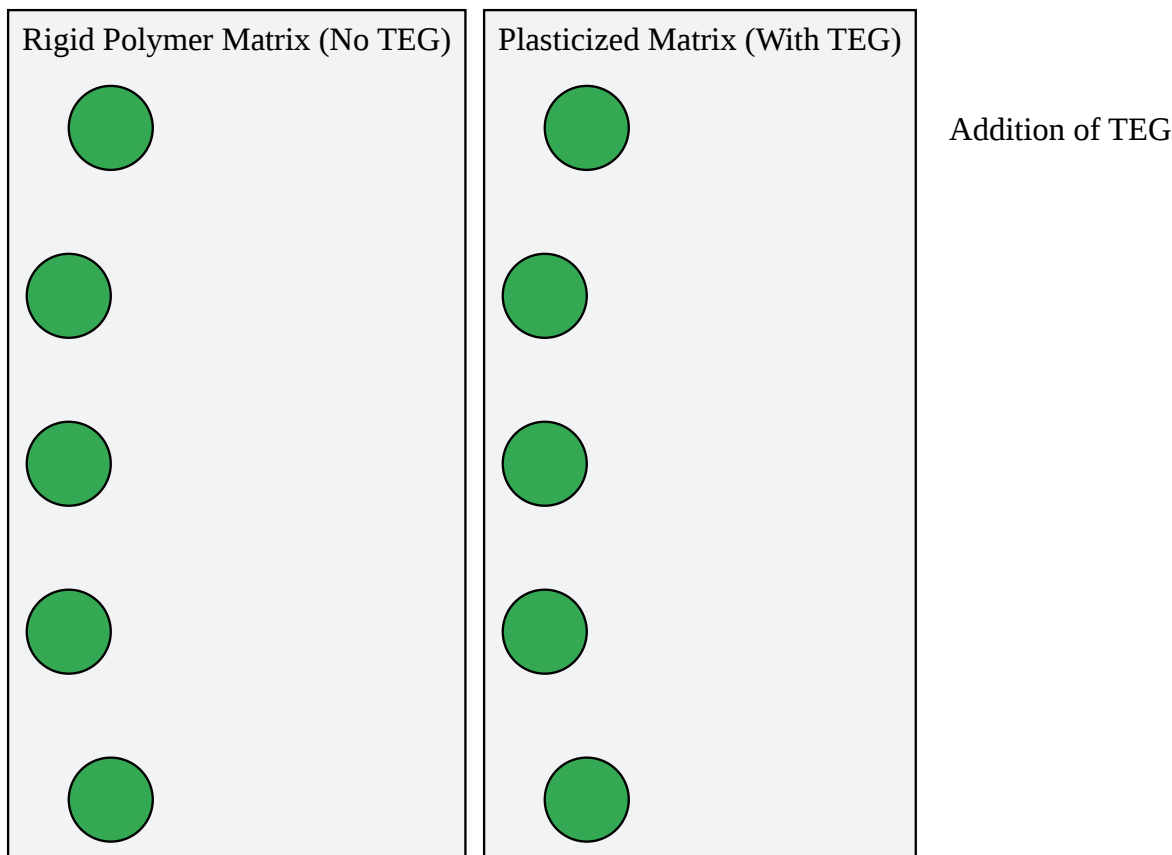 Rigid Polymer Matrix (No TEG)
Plasticized Matrix (With TEG)
Addition of TEG